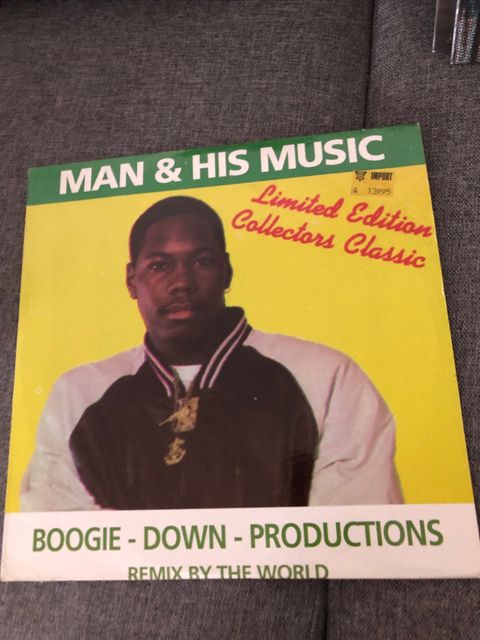 MAN & HIS MUSIC
IMPORT
13995
Limited Edition
Collectors Classic
BOOGIE - DOWN - PRODUCTIONS
REMIX BY THE WORLD